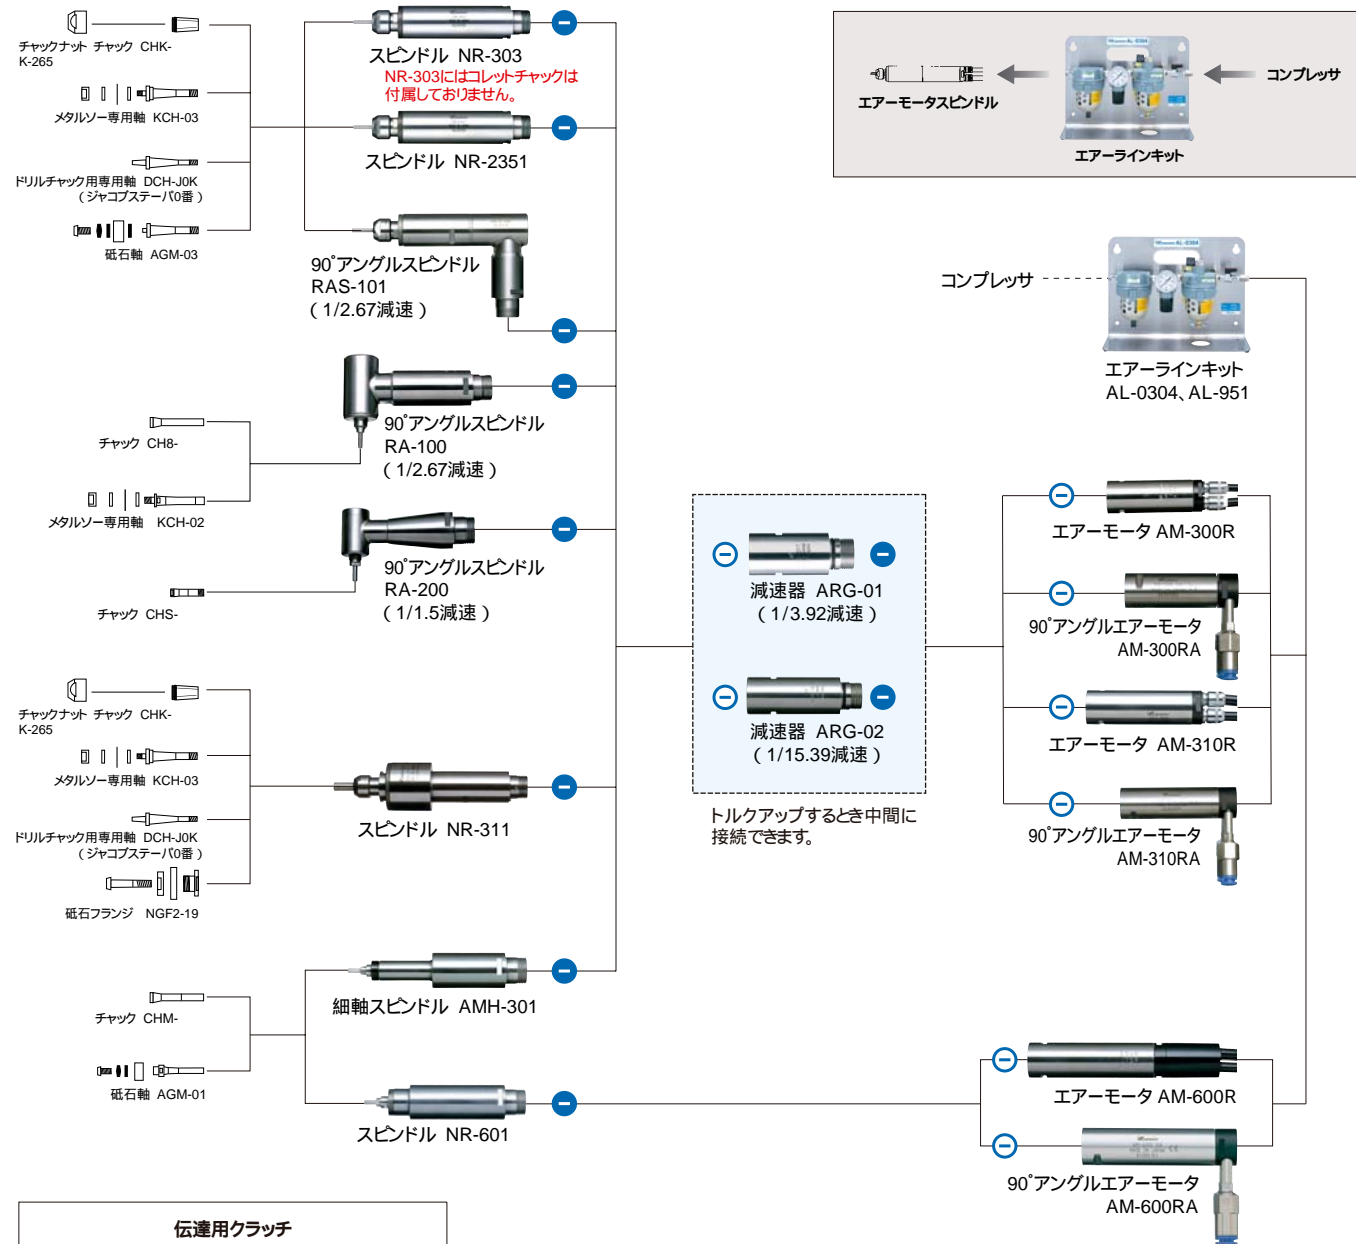 チャックナット チャック CHK-
K-265
メタルソー専用軸 KCH-03
ドリルチャック用専用軸 DCH-J0K
（ジャコブステーパ0番）
砥石軸 AGM-03
スピンドル NR-303
NR-303にはコレットチャックは
付属しておりません。
スピンドル NR-2351
90°アングルスピンドル
RAS-101
（1/2.67減速）
エアーモータスピンドル
エアーラインキット
コンプレッサ
コンプレッサ
AL-0304
エアーラインキット
AL-0304、AL-951
チャック CH8-
メタルソー専用軸 KCH-02
90°アングルスピンドル
RA-100
（1/2.67減速）
チャック CHS-
90°アングルスピンドル
RA-200
（1/1.5減速）
減速器 ARG-01
（1/3.92減速）
減速器 ARG-02
（1/15.39減速）
トルクアップするとき中間に
接続できます。
エアーモータ AM-300R
90°アングルエアーモータ
AM-300RA
エアーモータ AM-310R
90°アングルエアーモータ
AM-310RA
チャックナット チャック CHK-
K-265
メタルソー専用軸 KCH-03
ドリルチャック用専用軸 DCH-J0K
（ジャコブステーパ0番）
砥石フランジ NGF2-19
スピンドル NR-311
チャック CHM-
砥石軸 AGM-01
細軸スピンドル AMH-301
スピンドル NR-601
エアーモータ AM-600R
90°アングルエアーモータ
AM-600RA
伝達用クラッチ